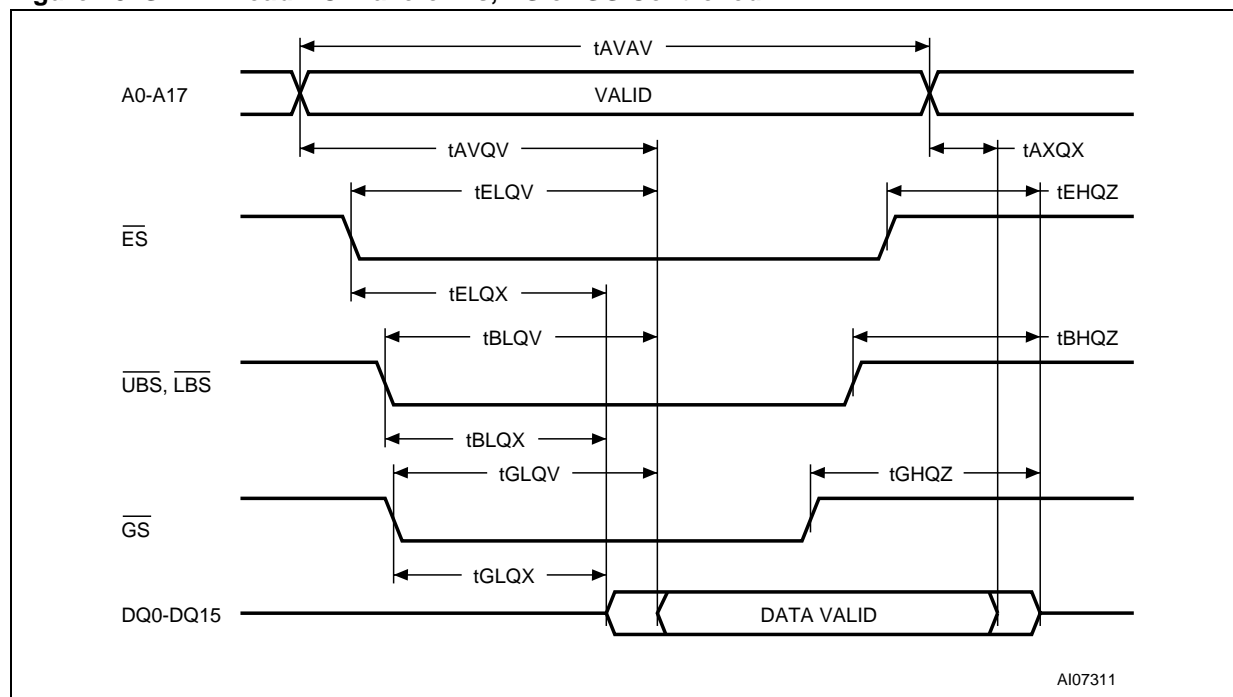 tAVAV
A0-A17
VALID
tAVQV
tAXQX
tELQV
tEHQZ
ES
tELQX
tBLQV
tBHQZ
UBS, LBS
tBLQX
tGLQV
tGHQZ
GS
tGLQX
DQ0-DQ15
DATA VALID
AI07311